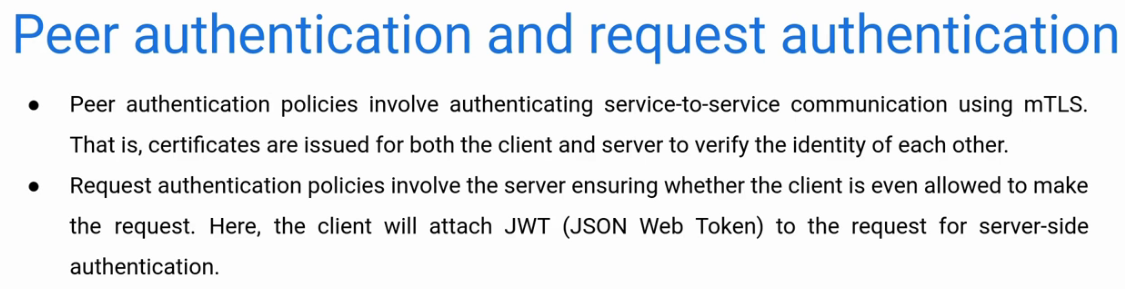 Peer authentication and request authentication
● Peer authentication policies involve authenticating service-to-service communication using mTLS.
That is, certificates are issued for both the client and server to verify the identity of each other.
● Request authentication policies involve the server ensuring whether the client is even allowed to make
the request. Here, the client will attach JWT (JSON Web Token) to the request for server-side
authentication.